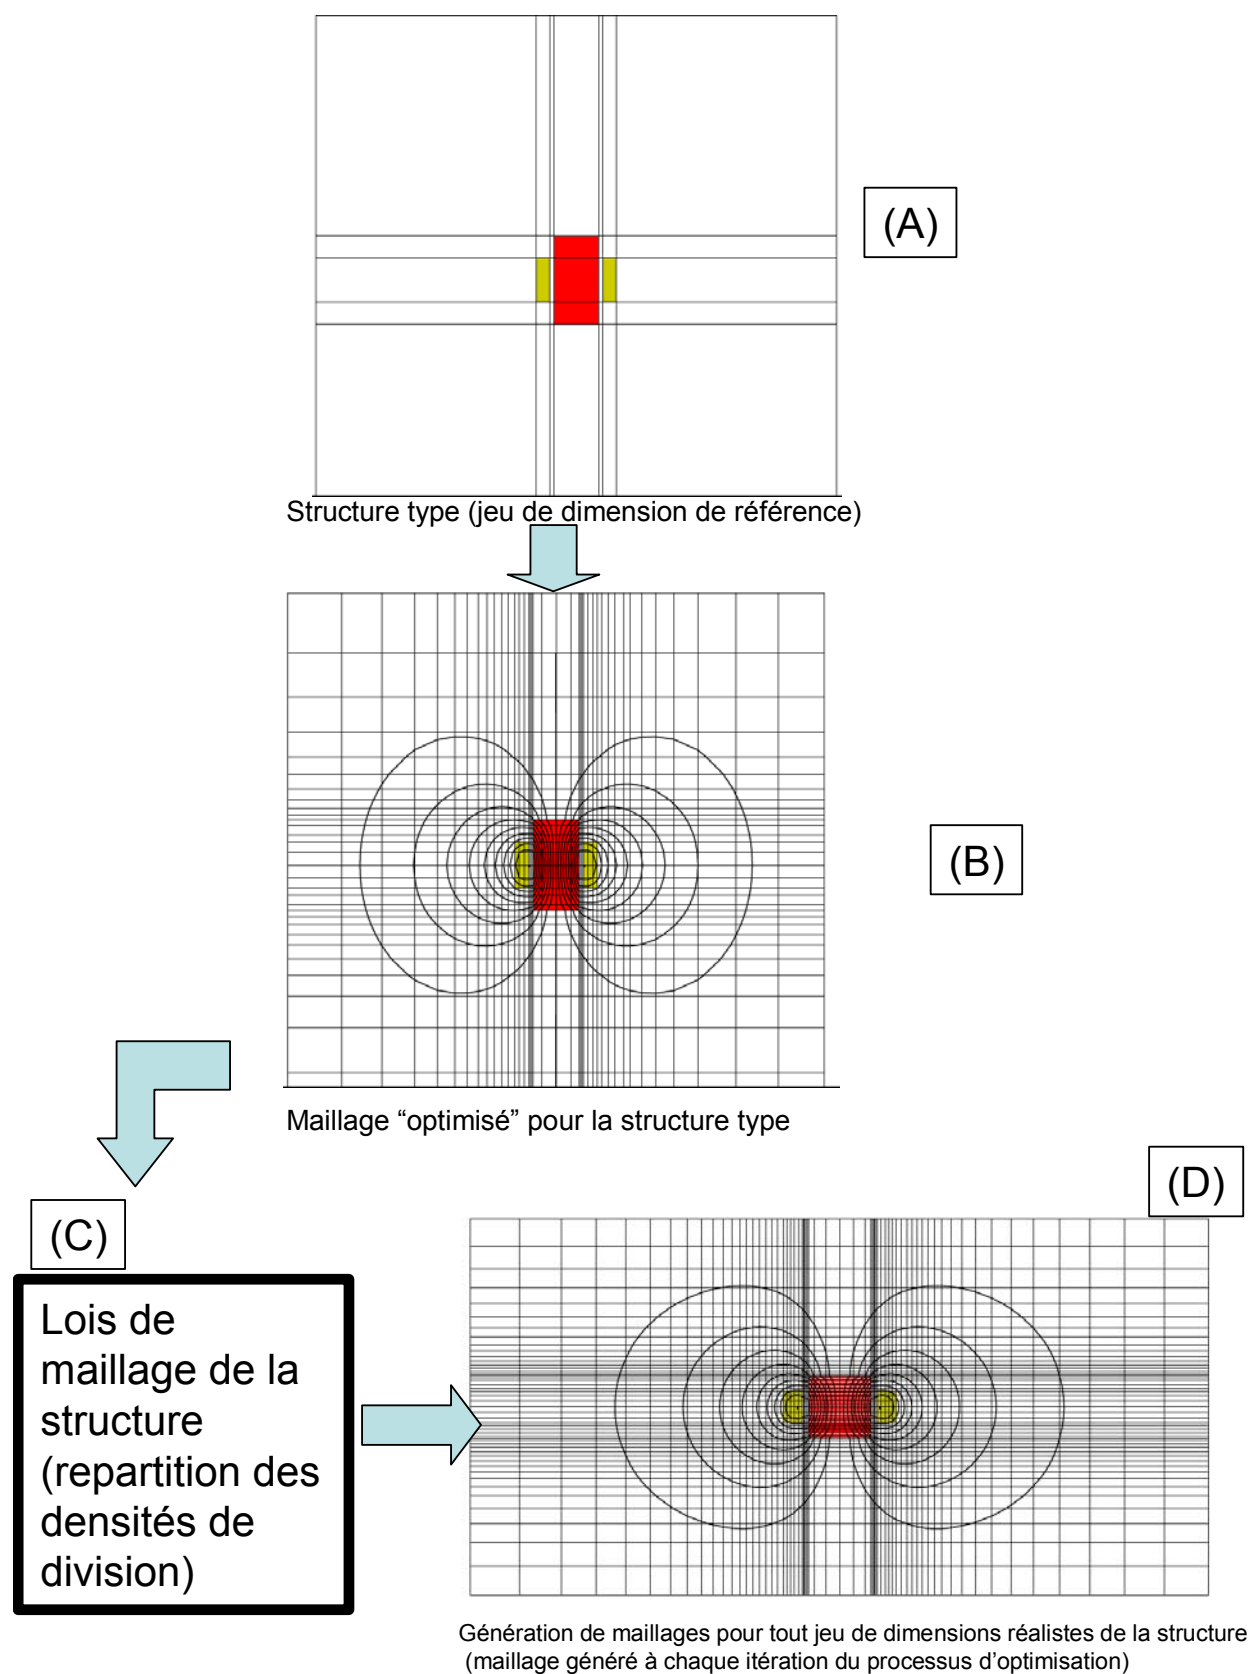 (A)
Structure type (jeu de dimension de référence)
(B)
Maillage “optimisé” pour la structure type
(D)
(C)
Lois de
maillage de la
structure
(repartition des
densités de
division)
Génération de maillages pour tout jeu de dimensions réalistes de la structure
(maillage généré à chaque itération du processus d’optimisation)